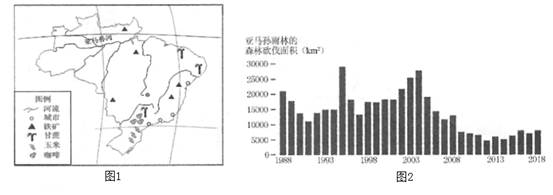 亚马孙河
图例
河流
城市
铁矿
甘蔗
玉米
咖啡
图1
亚马孙雨林的
森林砍伐面积(km²)
30000
25000
20000
15000
10000
5000
0
1988 1993 1998 2003 2008 2013 2018
图2